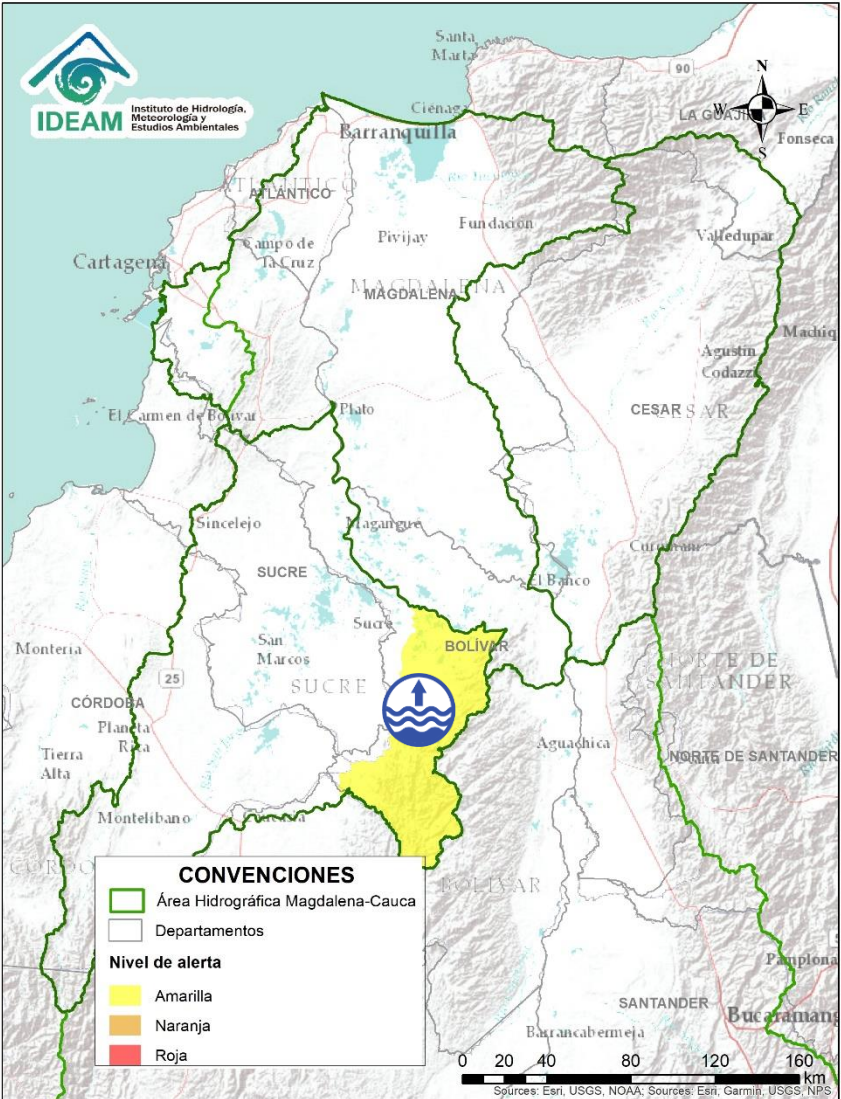 IDEAM
Instituto de Hidrología,
Meteorología y
Estudios Ambientales
Santa
Marta
90
N
W
E
S
Ciénaga
LA GUAJIRA
Barranquilla
Fonseca
ATLÁNTICO
ATLÁNTICO
Fundación
Pivijay
Valledupar
Campo de
la Cruz
Cartagena
MAGDALENA
MAGDALENA
Machiq
Agustín
Codazzi
CESAR
CESAR
El Carmen de Bolívar
Plato
Sincelejo
Magangue
Curumaní
SUCRE
El Banco
Sucre
BOLÍVAR
Montería
San
Marcos
NORTE DE
SANTANDER
25
SUCRE
CÓRDOBA
Planeta
Rica
Aguachica
Tierra
Alta
NORTE DE SANTANDER
Montelíbano
CONVENCIONES
Área Hidrográfica Magdalena-Cauca
Departamentos
Nivel de alerta
Amarilla
Naranja
Roja
BOLÍVAR
Pamplona
SANTANDER
Bucaramang
Barrancabermeja
0 20 40 80 120 160
km
Sources: Esri, USGS, NOAA; Sources: Esri, Garmin, USGS, NPS